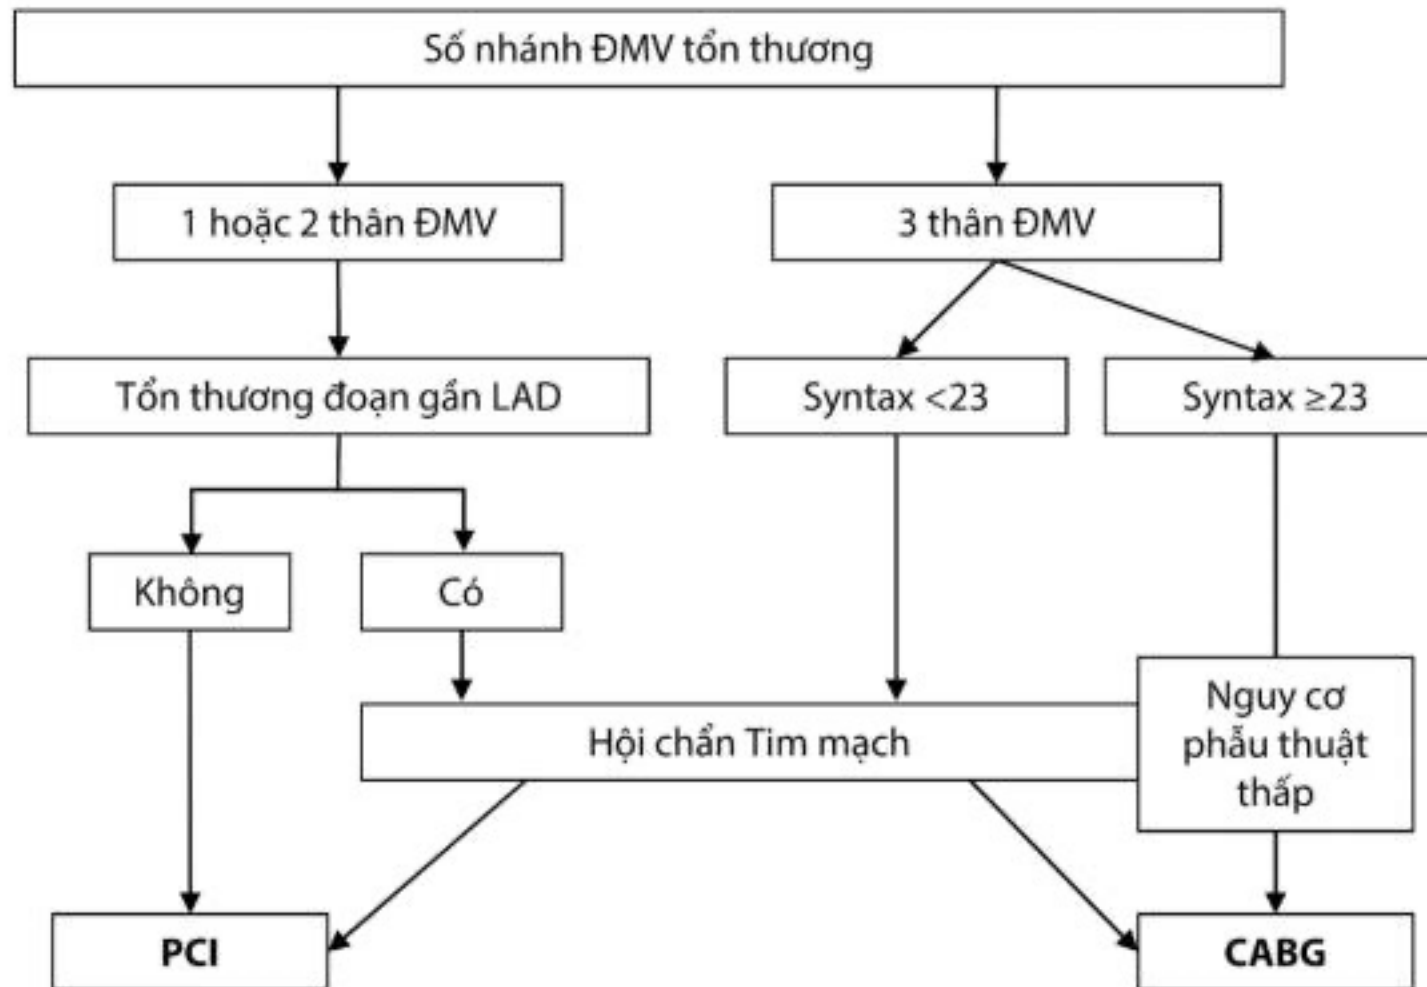 Số nhánh ĐMV tổn thương
1 hoặc 2 thân ĐMV
3 thân ĐMV
Tổn thương đoạn gần LAD
Syntax <23
Syntax ≥23
Không
Có
Hội chẩn Tim mạch
Nguy cơ
phẫu thuật
thấp
PCI
CABG